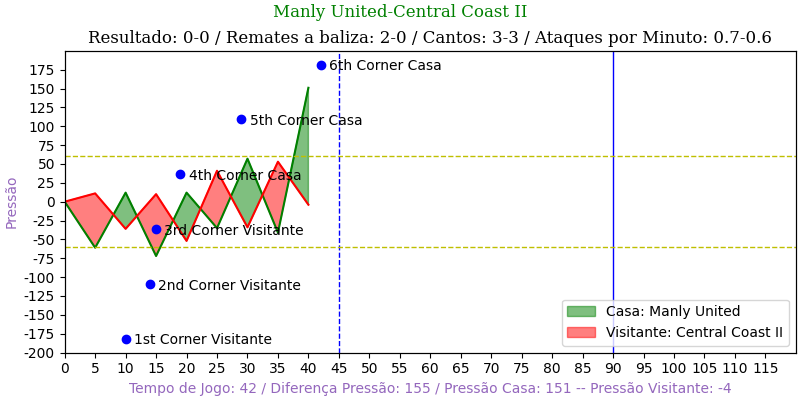 Manly United-Central Coast II
Resultado: 0-0 / Remates a baliza: 2-0 / Cantos: 3-3 / Ataques por Minuto: 0.7-0.6
175
150
125
100
75
50
25
0
-25
-50
-75
-100
-125
-150
-175
-200
Pressão
6th Corner Casa
5th Corner Casa
4th Corner Casa
3rd Corner Visitante
2nd Corner Visitante
1st Corner Visitante
Casa: Manly United
Visitante: Central Coast II
0 5 10 15 20 25 30 35 40 45 50 55 60 65 70 75 80 85 90 95 100 105 110 115
Tempo de Jogo: 42 / Diferença Pressão: 155 / Pressão Casa: 151 -- Pressão Visitante: -4